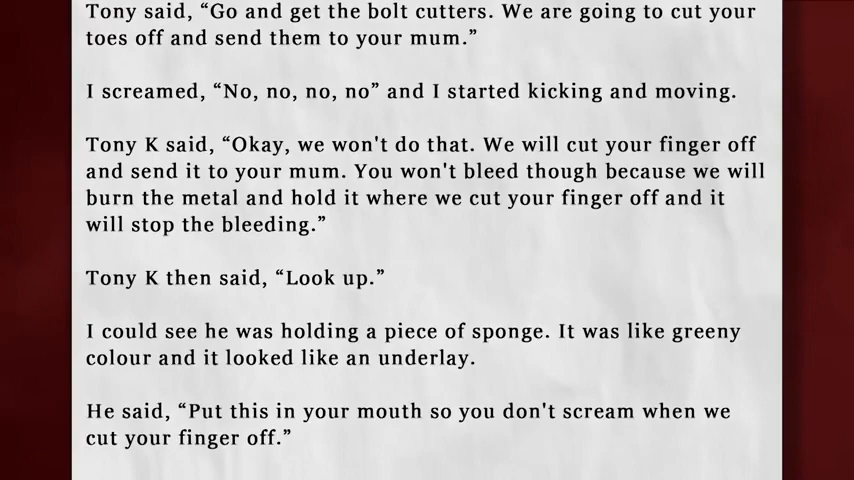 Tony said, “Go and get the bolt cutters. We are going to cut your
toes off and send them to your mum.”
I screamed, “No, no, no, no” and I started kicking and moving.
Tony K said, “Okay, we won't do that. We will cut your finger off
and send it to your mum. You won't bleed though because we will
burn the metal and hold it where we cut your finger off and it
will stop the bleeding.”
Tony K then said, “Look up.”
I could see he was holding a piece of sponge. It was like greeny
colour and it looked like an underlay.
He said, “Put this in your mouth so you don't scream when we
cut your finger off.”